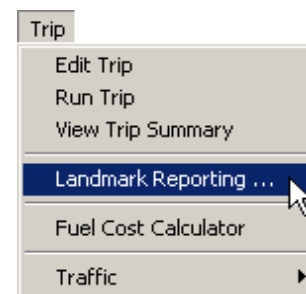 Trip
Edit Trip
Run Trip
View Trip Summary
Landmark Reporting ...
Fuel Cost Calculator
Traffic